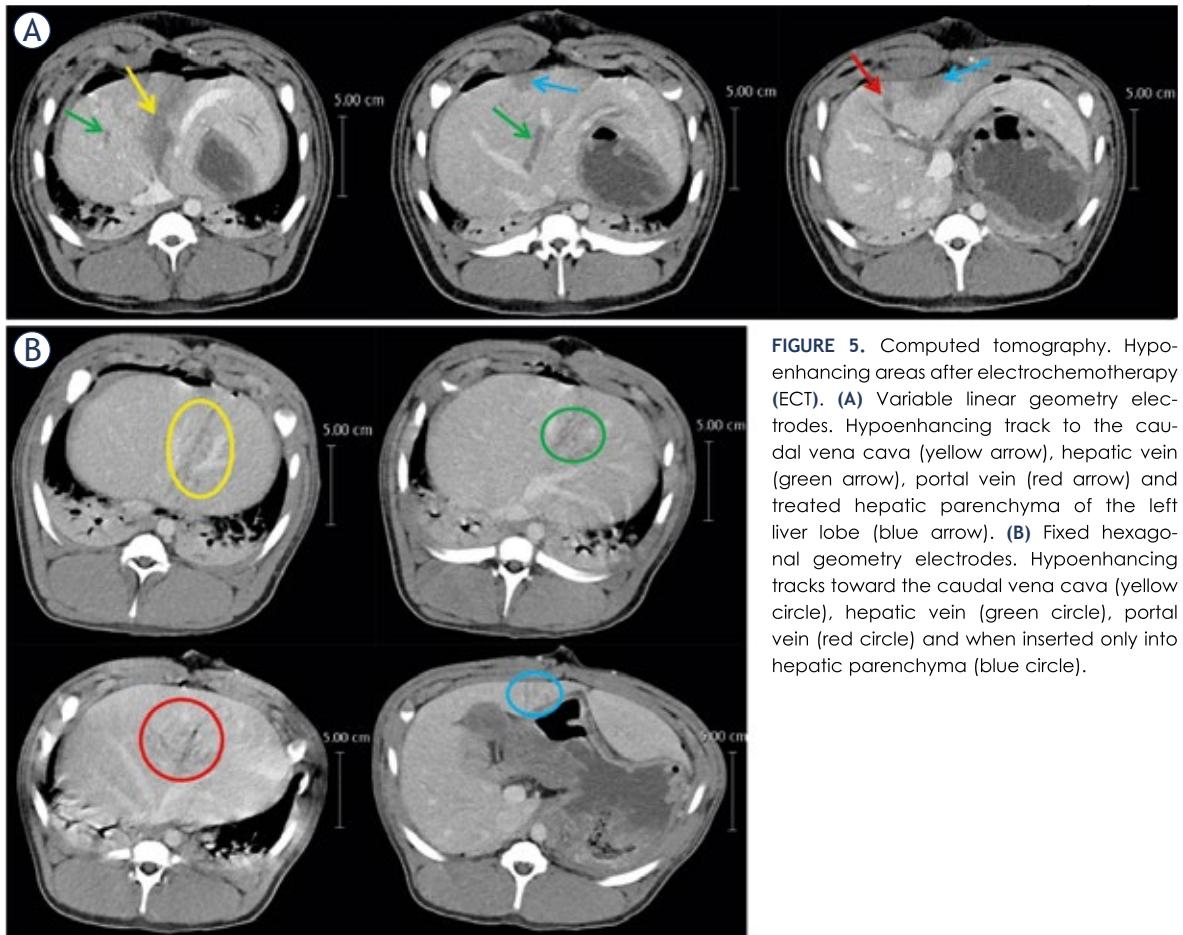 A
5.00 cm
5.00 cm
5.00 cm
B
5.00 cm
5.00 cm
5.00 cm
5:00 cm
FIGURE 5. Computed tomography. Hypo-
enhancing areas after electrochemotherapy
(ECT). (A) Variable linear geometry elec-
trodes. Hypoenhancing track to the cau-
dal vena cava (yellow arrow), hepatic vein
(green arrow), portal vein (red arrow) and
treated hepatic parenchyma of the left
liver lobe (blue arrow). (B) Fixed hexago-
nal geometry electrodes. Hypoenhancing
tracks toward the caudal vena cava (yellow
circle), hepatic vein (green circle), portal
vein (red circle) and when inserted only into
hepatic parenchyma (blue circle).